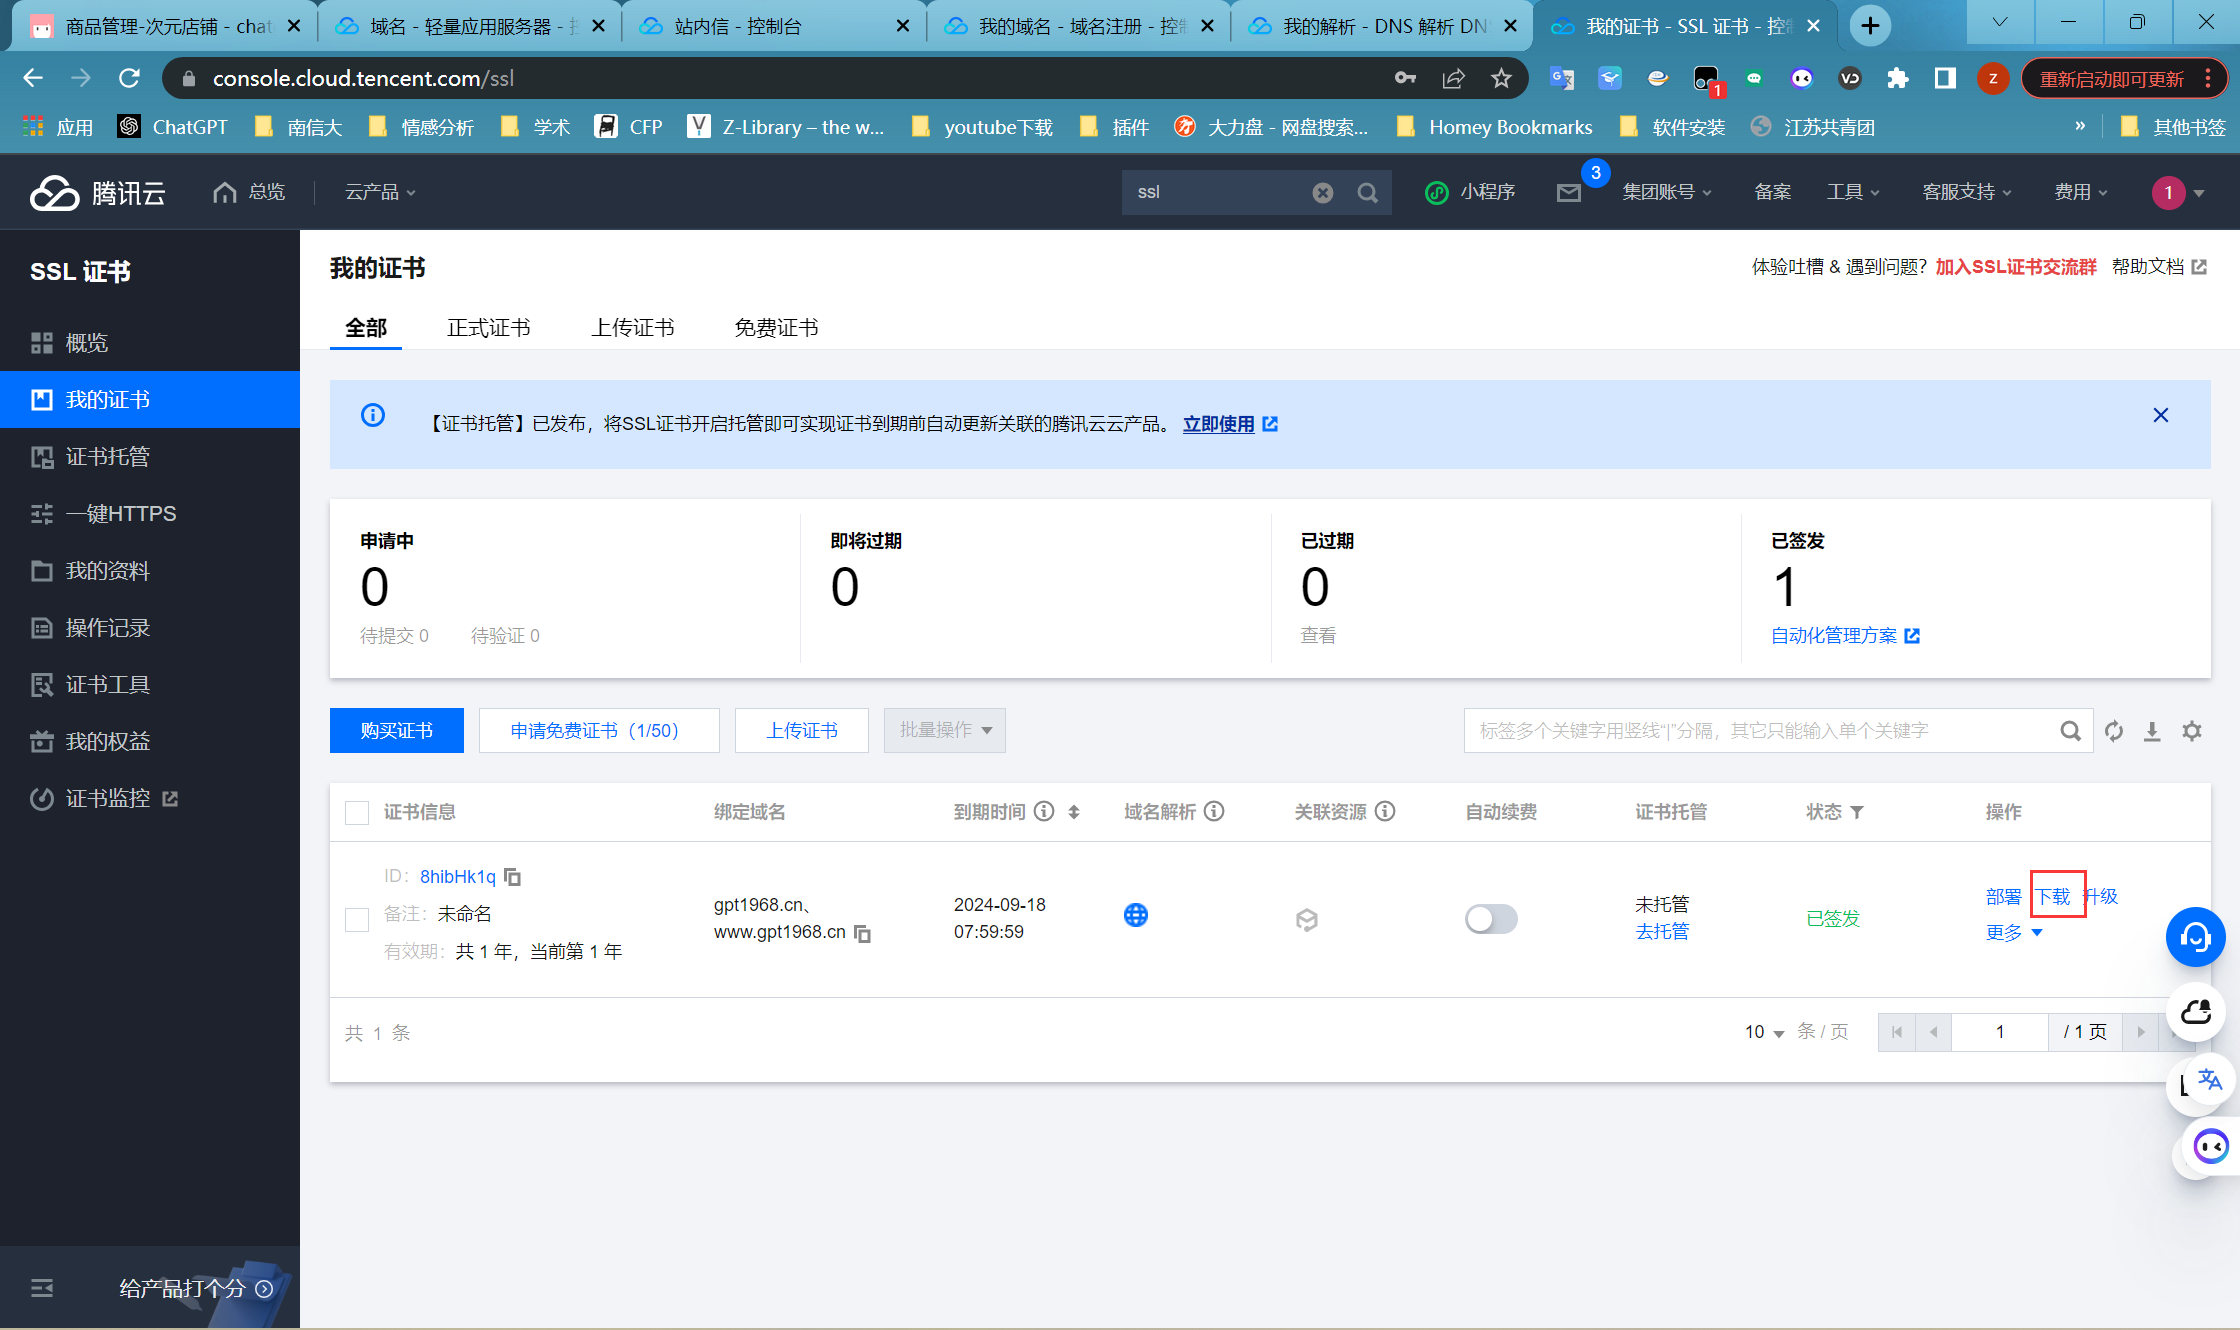 商品管理-次元店铺 - chat
域名 - 轻量应用服务器 - 控
站内信 - 控制台
我的域名 - 域名注册 - 控制
我的解析 - DNS 解析 DN
我的证书 - SSL 证书 - 控
console.cloud.tencent.com/ssl
1
VD
Z
重新启动即可更新
应用
ChatGPT
南信大
情感分析
学术
CFP
Z-Library – the w...
youtube下载
插件
大力盘 - 网盘搜索...
Homey Bookmarks
软件安装
江苏共青团
»
其他书签
腾讯云
总览
云产品
ssl
小程序
3
集团账号
备案
工具
客服支持
费用
1
SSL 证书
概览
我的证书
证书托管
一键HTTPS
我的资料
操作记录
证书工具
我的权益
证书监控
给产品打个分
我的证书
体验吐槽 & 遇到问题? 加入SSL证书交流群 帮助文档
全部
正式证书
上传证书
免费证书
【证书托管】已发布，将SSL证书开启托管即可实现证书到期前自动更新关联的腾讯云云产品。 立即使用
申请中
0
待提交 0 待验证 0
即将过期
0
已过期
0
查看
已签发
1
自动化管理方案
购买证书
申请免费证书（1/50）
上传证书
批量操作
标签多个关键字用竖线“|”分隔，其它只能输入单个关键字
证书信息
绑定域名
到期时间
域名解析
关联资源
自动续费
证书托管
状态
操作
ID： 8hibHk1q
备注： 未命名
有效期： 共 1 年，当前第 1 年
gpt1968.cn、
www.gpt1968.cn
2024-09-18
07:59:59
未托管
去托管
已签发
部署 下载 升级
更多
共 1 条
10 条 / 页
1
/ 1 页